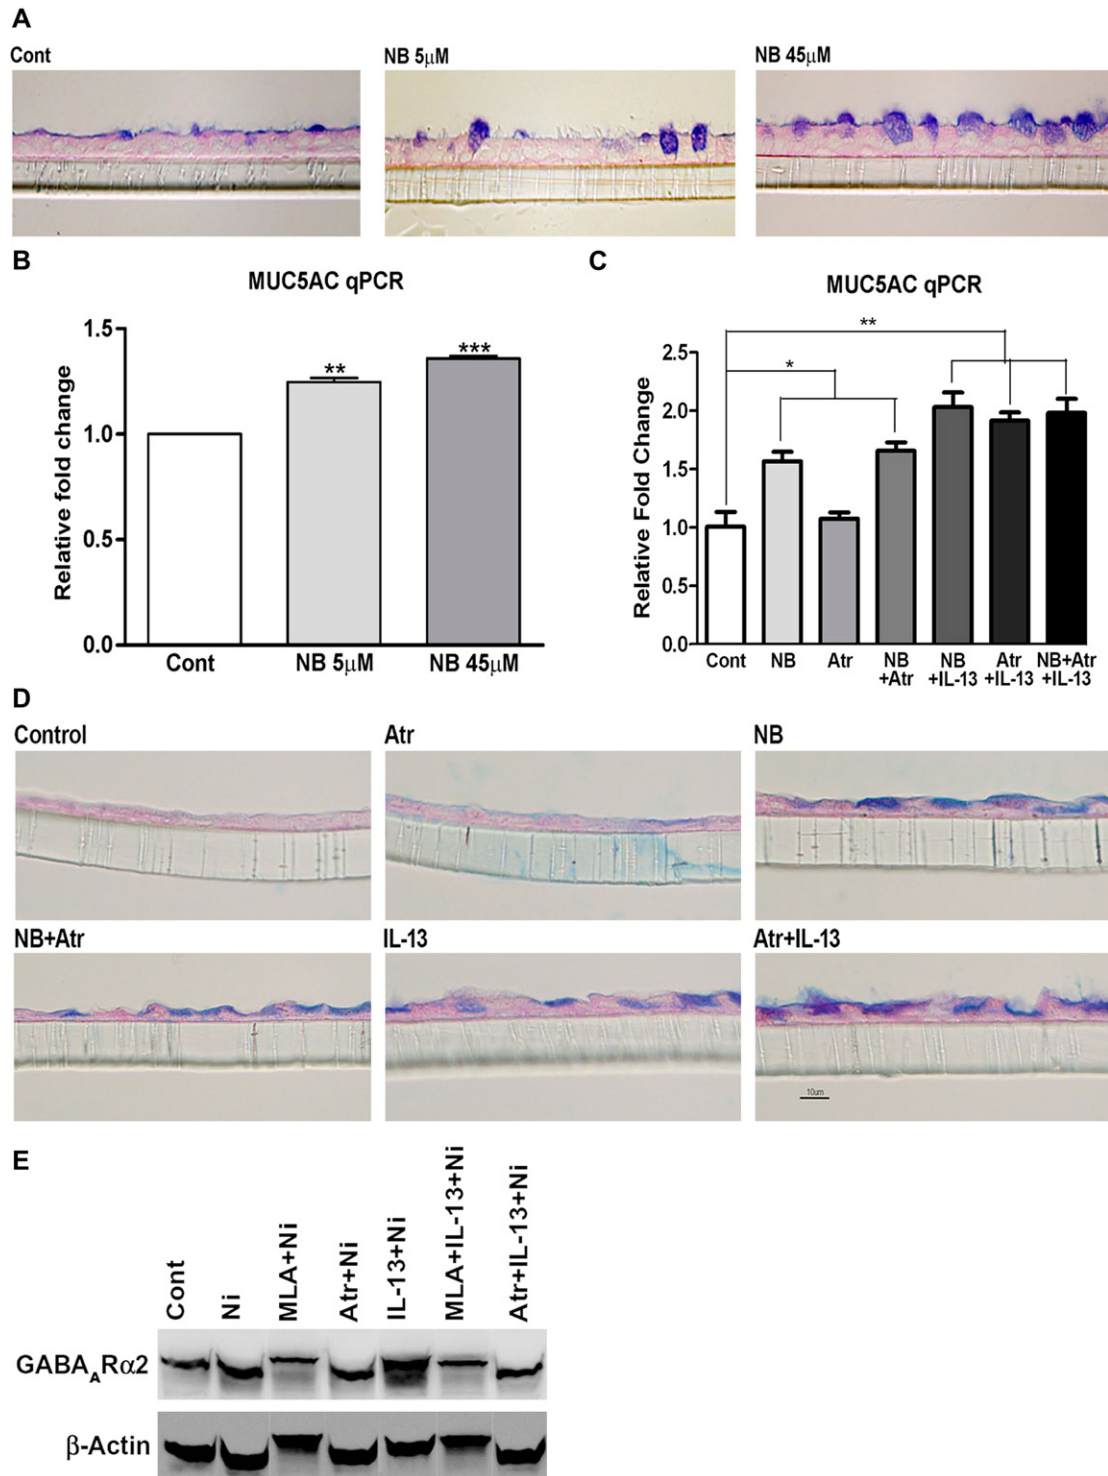 A
Cont
NB 5μM
NB 45μM
B
MUC5AC qPCR
Relative fold change
1.5
1.0
0.5
0.0
**
***
Cont
NB 5μM
NB 45μM
C
MUC5AC qPCR
Relative Fold Change
2.5
2.0
1.5
1.0
0.5
0.0
**
*
Cont
NB
Atr
NB
+Atr
NB
+IL-13
Atr
+IL-13
NB+Atr
+IL-13
D
Control
Atr
NB
NB+Atr
IL-13
Atr+IL-13
10um
E
Cont
Ni
MLA+Ni
Atr+Ni
IL-13+Ni
MLA+IL-13+Ni
Atr+IL-13+Ni
GABA_ARα2
β-Actin